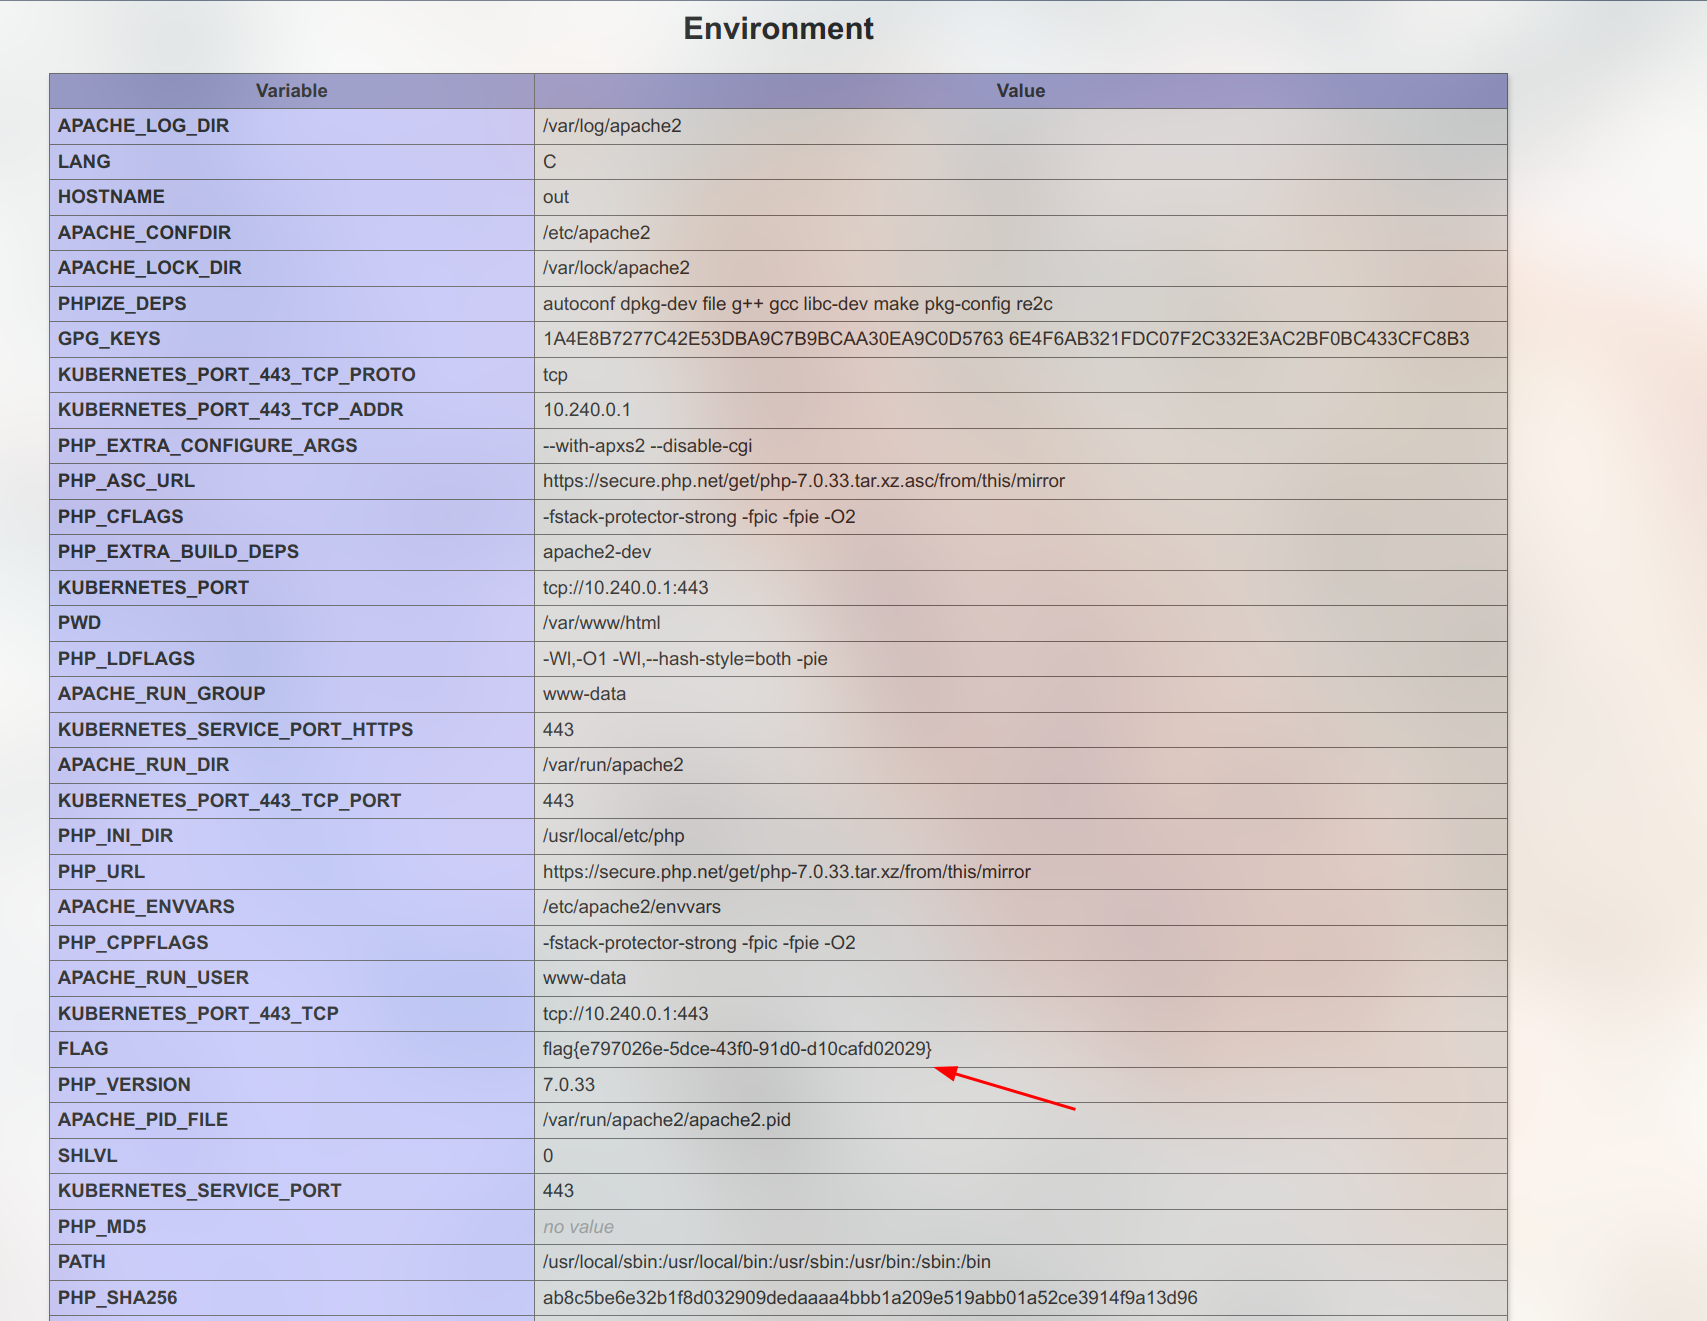 Environment
Variable Value
APACHE_LOG_DIR /var/log/apache2
LANG C
HOSTNAME out
APACHE_CONFDIR /etc/apache2
APACHE_LOCK_DIR /var/lock/apache2
PHPIZE_DEPS autoconf dpkg-dev file g++ gcc libc-dev make pkg-config re2c
GPG_KEYS 1A4E8B7277C42E53DBA9C7B9BCAA30EA9C0D5763 6E4F6AB321FDC07F2C332E3AC2BF0BC433CFC8B3
KUBERNETES_PORT_443_TCP_PROTO tcp
KUBERNETES_PORT_443_TCP_ADDR 10.240.0.1
PHP_EXTRA_CONFIGURE_ARGS --with-apxs2 --disable-cgi
PHP_ASC_URL https://secure.php.net/get/php-7.0.33.tar.xz.asc/from/this/mirror
PHP_CFLAGS -fstack-protector-strong -fpic -fpie -O2
PHP_EXTRA_BUILD_DEPS apache2-dev
KUBERNETES_PORT tcp://10.240.0.1:443
PWD /var/www/html
PHP_LDFLAGS -Wl,-O1 -Wl,--hash-style=both -pie
APACHE_RUN_GROUP www-data
KUBERNETES_SERVICE_PORT_HTTPS 443
APACHE_RUN_DIR /var/run/apache2
KUBERNETES_PORT_443_TCP_PORT 443
PHP_INI_DIR /usr/local/etc/php
PHP_URL https://secure.php.net/get/php-7.0.33.tar.xz/from/this/mirror
APACHE_ENVVARS /etc/apache2/envvars
PHP_CPPFLAGS -fstack-protector-strong -fpic -fpie -O2
APACHE_RUN_USER www-data
KUBERNETES_PORT_443_TCP tcp://10.240.0.1:443
FLAG flag{e797026e-5dce-43f0-91d0-d10cafd02029}
PHP_VERSION 7.0.33
APACHE_PID_FILE /var/run/apache2/apache2.pid
SHLVL 0
KUBERNETES_SERVICE_PORT 443
PHP_MD5 no value
PATH /usr/local/sbin:/usr/local/bin:/usr/sbin:/usr/bin:/sbin:/bin
PHP_SHA256 ab8c5be6e32b1f8d032909dedaaaa4bbb1a209e519abb01a52ce3914f9a13d96